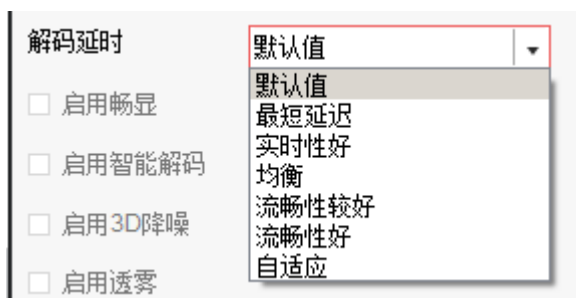 解码延时
默认值
默认值
最短延迟
实时性好
均衡
流畅性较好
流畅性好
自适应
启用畅显
启用智能解码
启用3D降噪
启用透雾